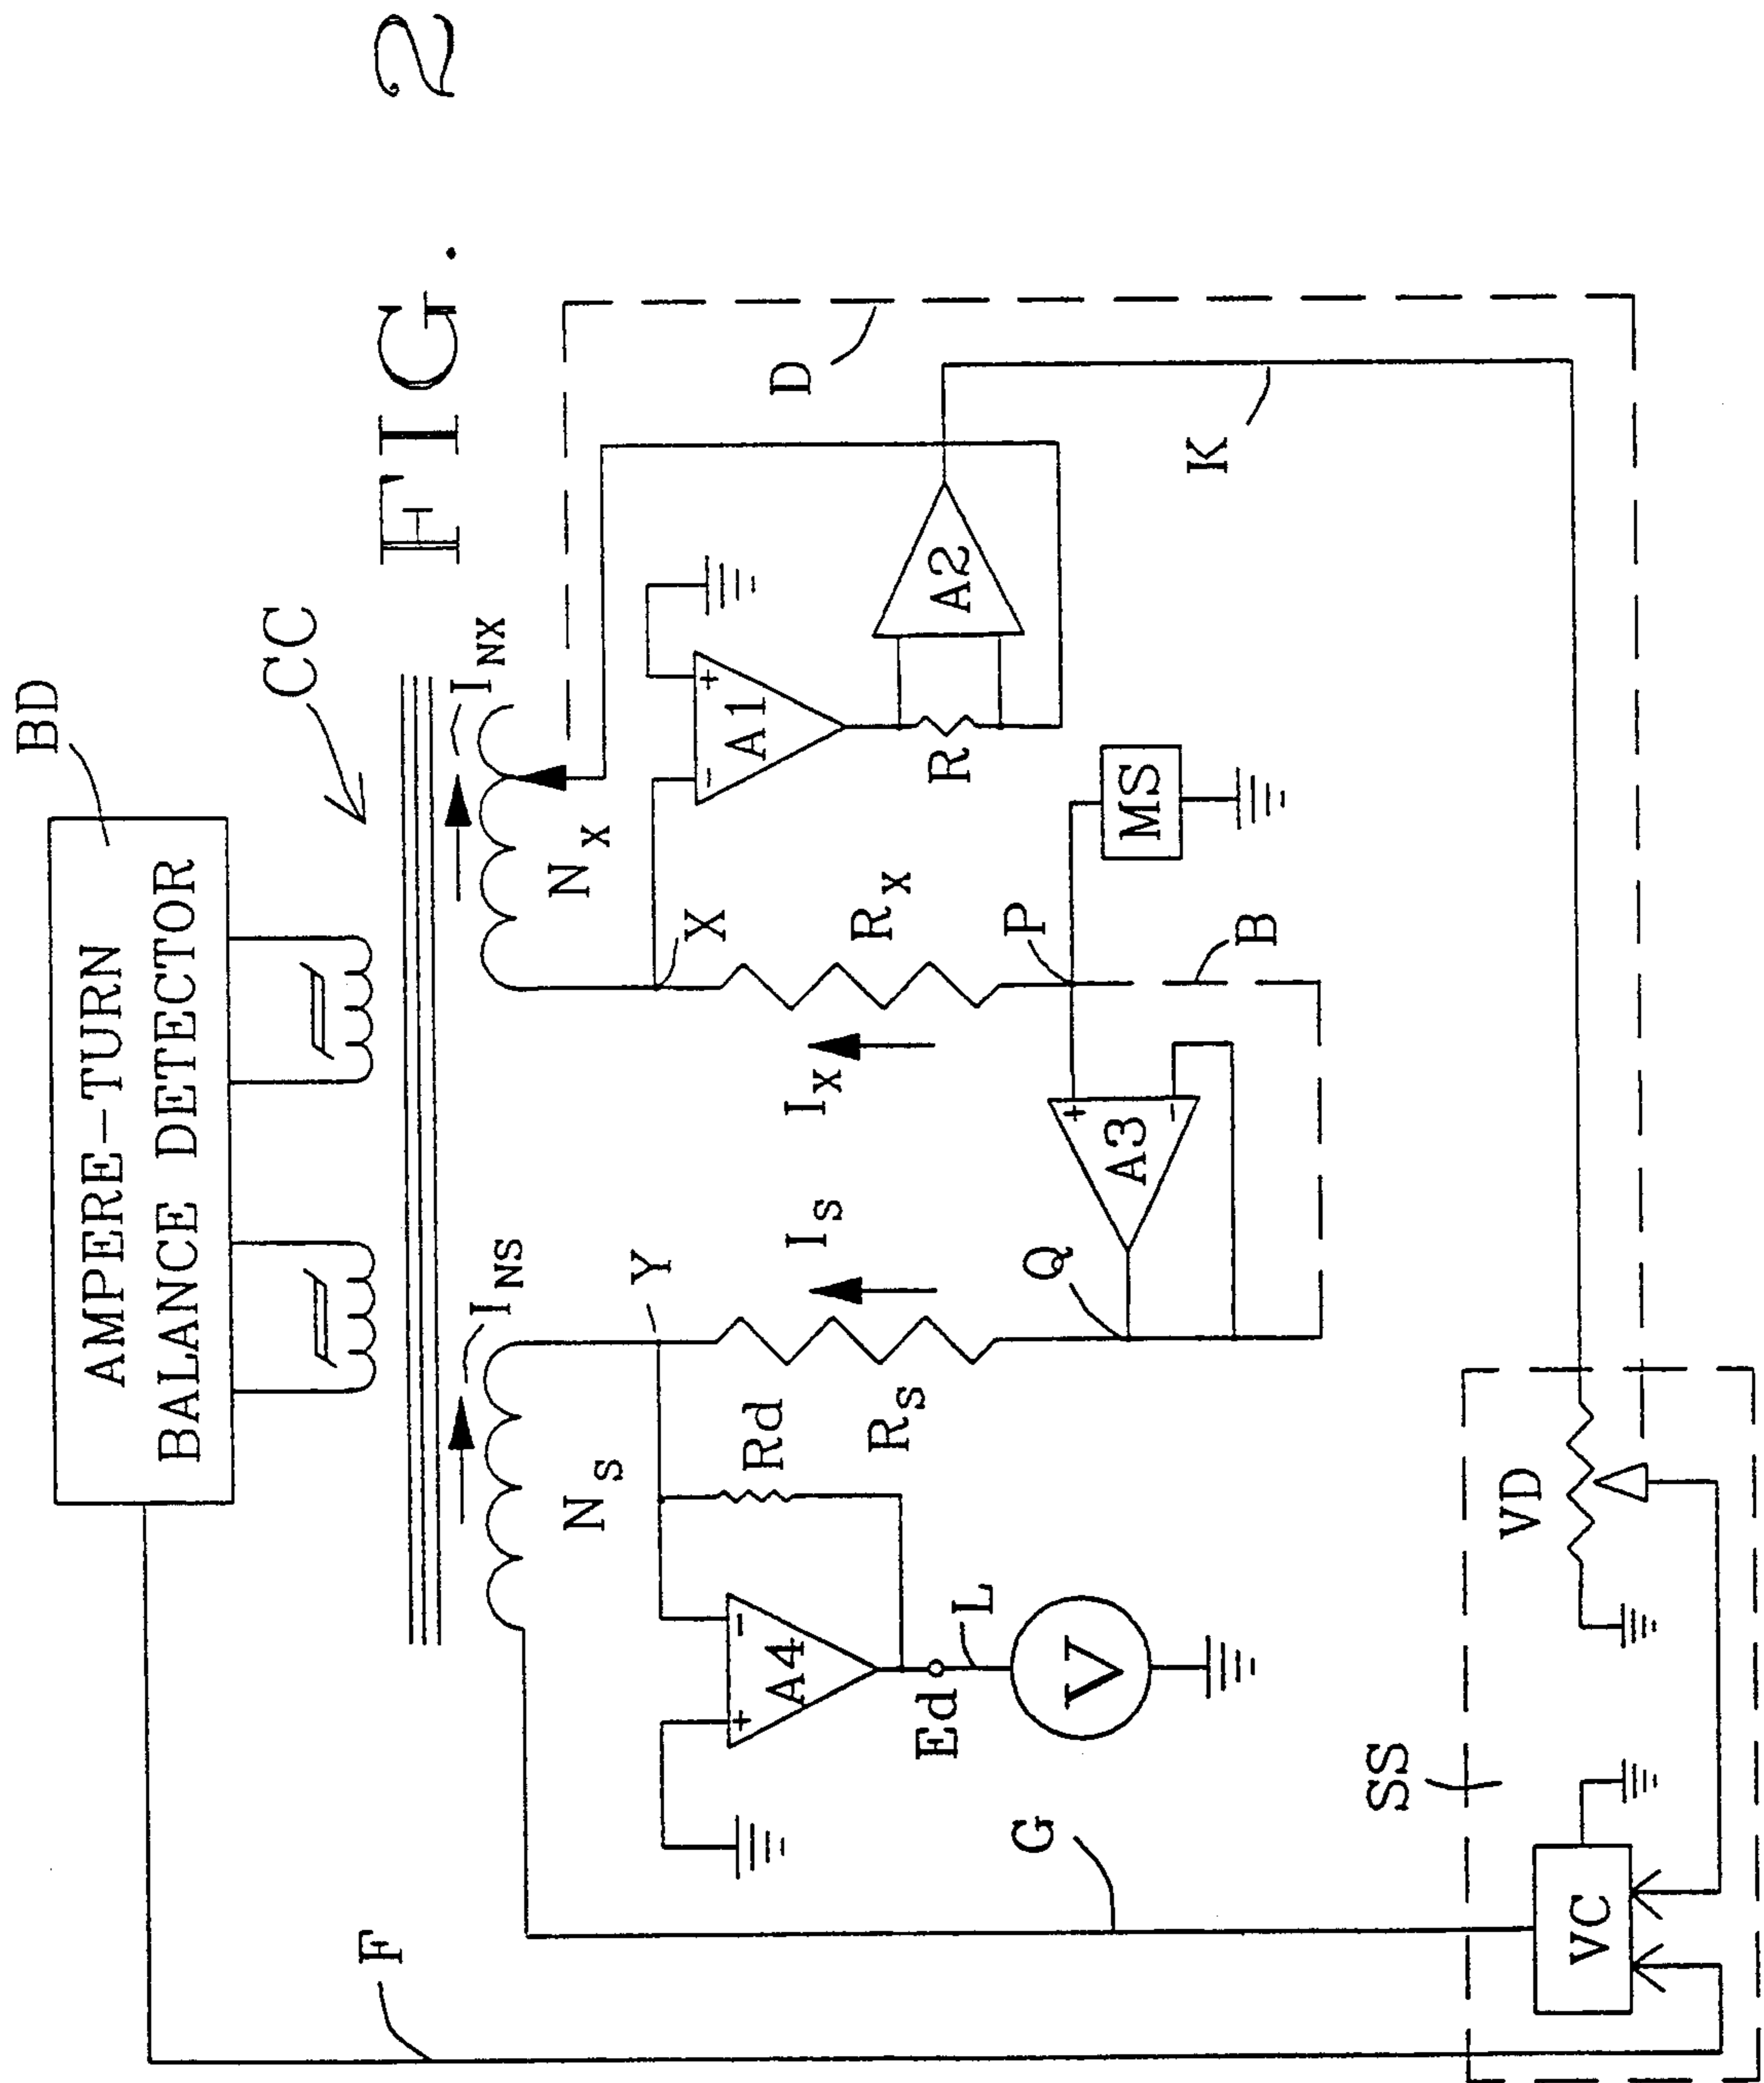 FIG. 2
BD
AMPERE-TURN
BALANCE DETECTOR
CC
I_NS
I_NX
N_s
N_x
D
Y
X
A1
+
-
A2
R
K
Rd
R_s
I_s
I_x
R_x
A4
-
+
Ed
L
V
Q
A3
+
-
P
MS
B
F
G
SS
VC
VD